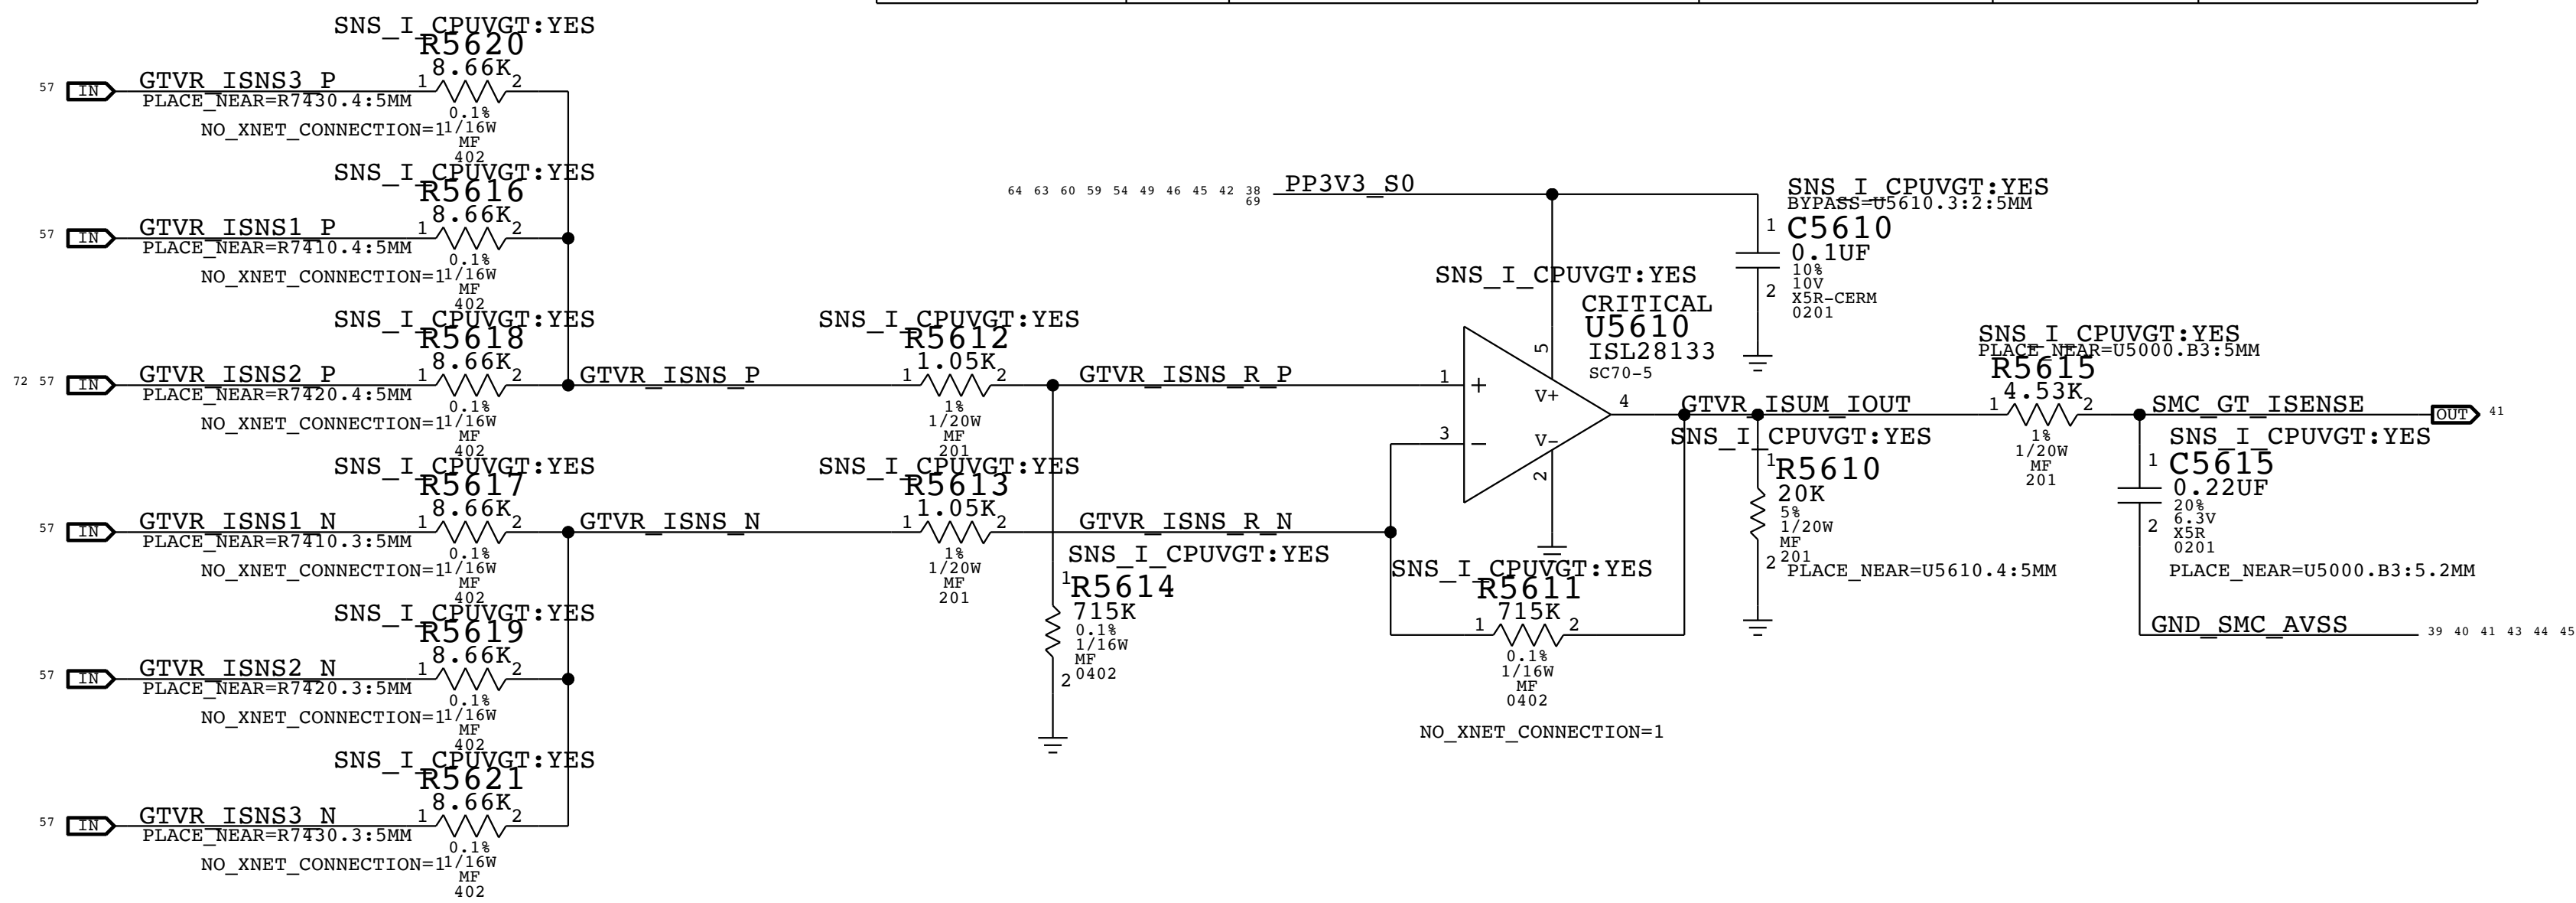 SNS_I_CPUVGT:YES
R5620
8.66K
57 IN GTVR_ISNS3_P 1 2
PLACE_NEAR=R7430.4:5MM
0.1%
NO_XNET_CONNECTION=1 1/16W
MF
402
SNS_I_CPUVGT:YES
R5616
8.66K
57 IN GTVR_ISNS1_P 1 2
PLACE_NEAR=R7410.4:5MM
0.1%
NO_XNET_CONNECTION=1 1/16W
MF
402
SNS_I_CPUVGT:YES
R5618
8.66K
72 57 IN GTVR_ISNS2_P 1 2
PLACE_NEAR=R7420.4:5MM
0.1%
NO_XNET_CONNECTION=1 1/16W
MF
402
SNS_I_CPUVGT:YES
R5617
8.66K
57 IN GTVR_ISNS1_N 1 2
PLACE_NEAR=R7410.3:5MM
0.1%
NO_XNET_CONNECTION=1 1/16W
MF
402
SNS_I_CPUVGT:YES
R5619
8.66K
57 IN GTVR_ISNS2_N 1 2
PLACE_NEAR=R7420.3:5MM
0.1%
NO_XNET_CONNECTION=1 1/16W
MF
402
SNS_I_CPUVGT:YES
R5621
8.66K
57 IN GTVR_ISNS3_N 1 2
PLACE_NEAR=R7430.3:5MM
0.1%
NO_XNET_CONNECTION=1 1/16W
MF
402
GTVR_ISNS_P
GTVR_ISNS_N
SNS_I_CPUVGT:YES
R5612
1.05K
1 2
1%
1/20W
MF
201
SNS_I_CPUVGT:YES
R5613
1.05K
1 2
1%
1/20W
MF
201
GTVR_ISNS_R_P
GTVR_ISNS_R_N
SNS_I_CPUVGT:YES
1
R5614
715K
0.1%
1/16W
MF
0402
2
64 63 60 59 54 49 46 45 42 38
69
PP3V3_S0
SNS_I_CPUVGT:YES
CRITICAL
U5610
ISL28133
SC70-5
5
1 +
V+
4
3 −
V-
2
SNS_I_CPUVGT:YES
BYPASS=U5610.3:2:5MM
1
C5610
0.1UF
10%
10V
2
X5R-CERM
0201
SNS_I_CPUVGT:YES
R5611
715K
1 2
0.1%
1/16W
MF
0402
NO_XNET_CONNECTION=1
GTVR_ISUM_IOUT
SNS_I_CPUVGT:YES
1
R5610
20K
5%
1/20W
MF
201
2
PLACE_NEAR=U5610.4:5MM
SNS_I_CPUVGT:YES
PLACE_NEAR=U5000.B3:5MM
R5615
4.53K
1 2
1%
1/20W
MF
201
SMC_GT_ISENSE OUT 41
SNS_I_CPUVGT:YES
1
C5615
0.22UF
20%
6.3V
2
X5R
0201
PLACE_NEAR=U5000.B3:5.2MM
GND_SMC_AVSS 39 40 41 43 44 45